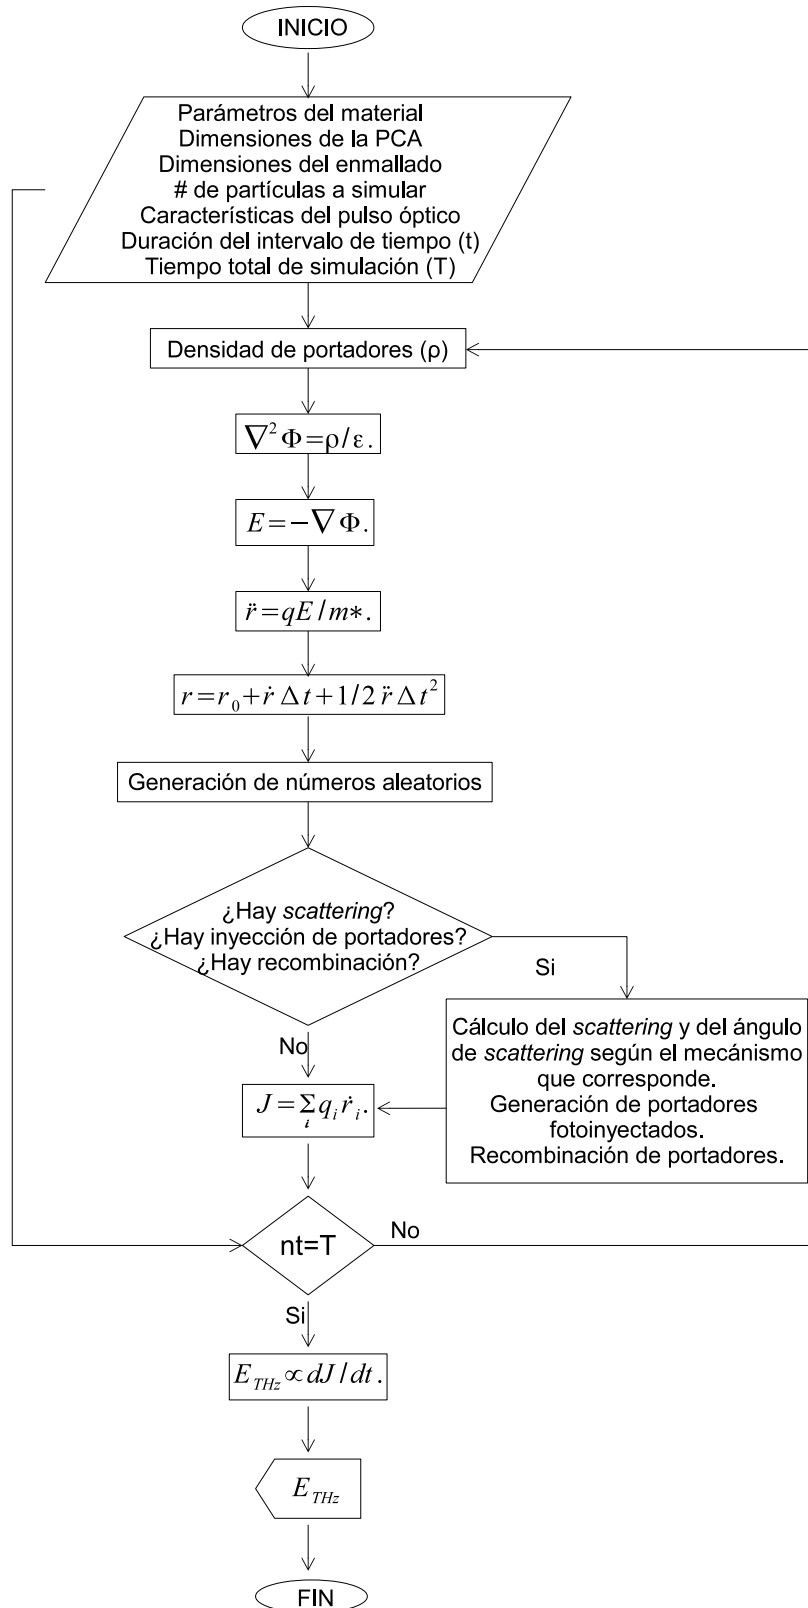 INICIO
Parámetros del material
Dimensiones de la PCA
Dimensiones del enmallado
# de partículas a simular
Características del pulso óptico
Duración del intervalo de tiempo (t)
Tiempo total de simulación (T)
Densidad de portadores (ρ)
∇²Φ=ρ/ε.
E=−∇Φ.
r̈=qE/m*.
r=r₀+ṙ Δt+1/2 r̈ Δt²
Generación de números aleatorios
¿Hay scattering?
¿Hay inyección de portadores?
¿Hay recombinación?
Si
Cálculo del scattering y del ángulo
de scattering según el mecánismo
que corresponde.
Generación de portadores
fotoinyectados.
Recombinación de portadores.
No
J=Σᵢ qᵢ ṙᵢ.
nt=T
No
Si
E_THz ∝ dJ/dt.
E_THz
FIN